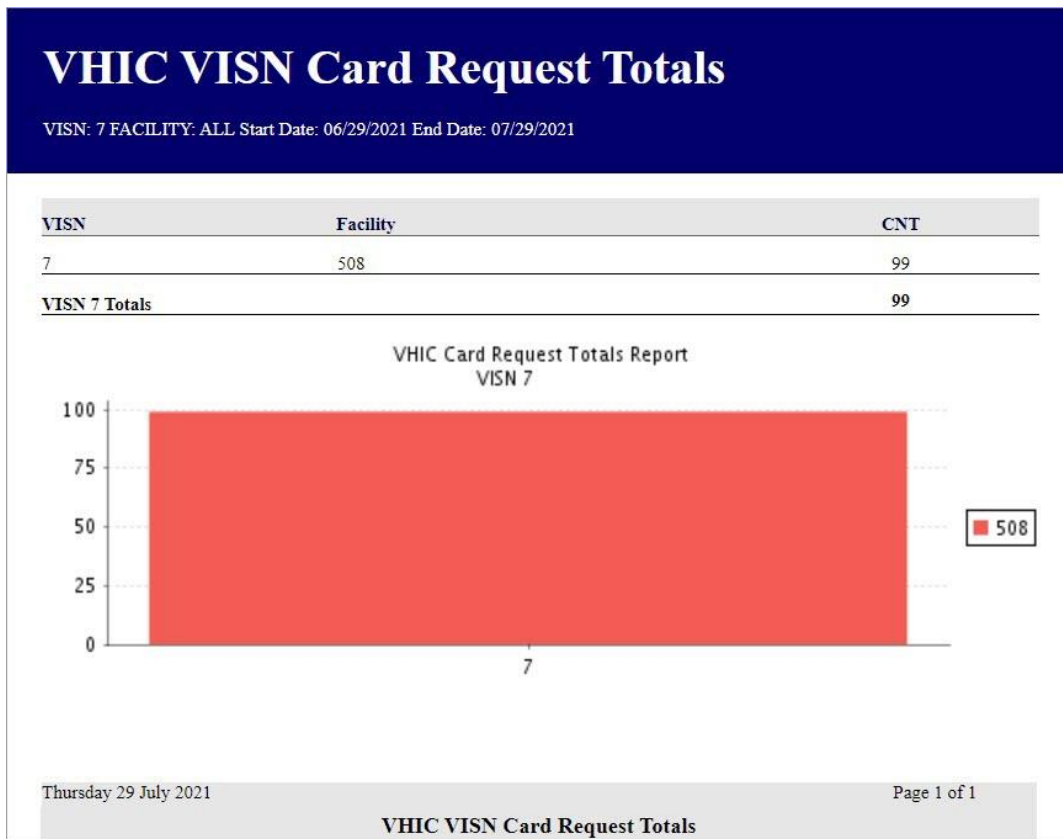 VHIC VISN Card Request Totals
VISN: 7 FACILITY: ALL Start Date: 06/29/2021 End Date: 07/29/2021
VISN Facility CNT
7 508 99
VISN 7 Totals 99
VHIC Card Request Totals Report
VISN 7
100
75
50
25
0
7
508
Thursday 29 July 2021 Page 1 of 1
VHIC VISN Card Request Totals